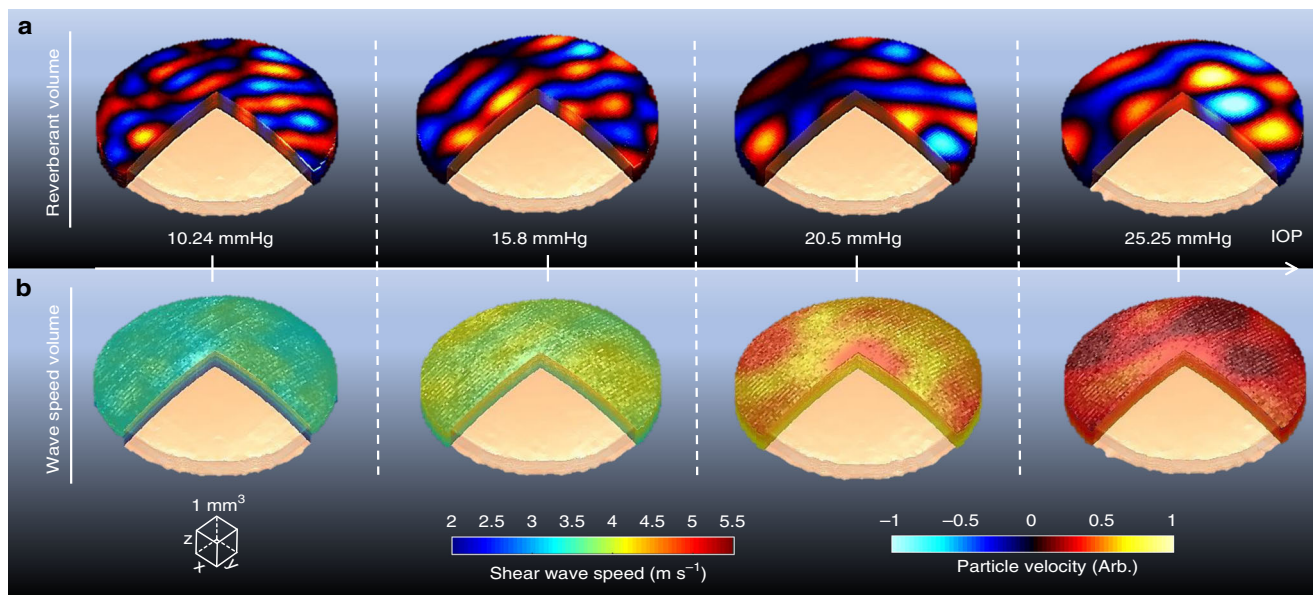 a
Reverberant volume
10.24 mmHg
15.8 mmHg
20.5 mmHg
25.25 mmHg
IOP
b
Wave speed volume
1 mm³
z
x
y
2 2.5 3 3.5 4 4.5 5 5.5
Shear wave speed (m s⁻¹)
−1 −0.5 0 0.5 1
Particle velocity (Arb.)